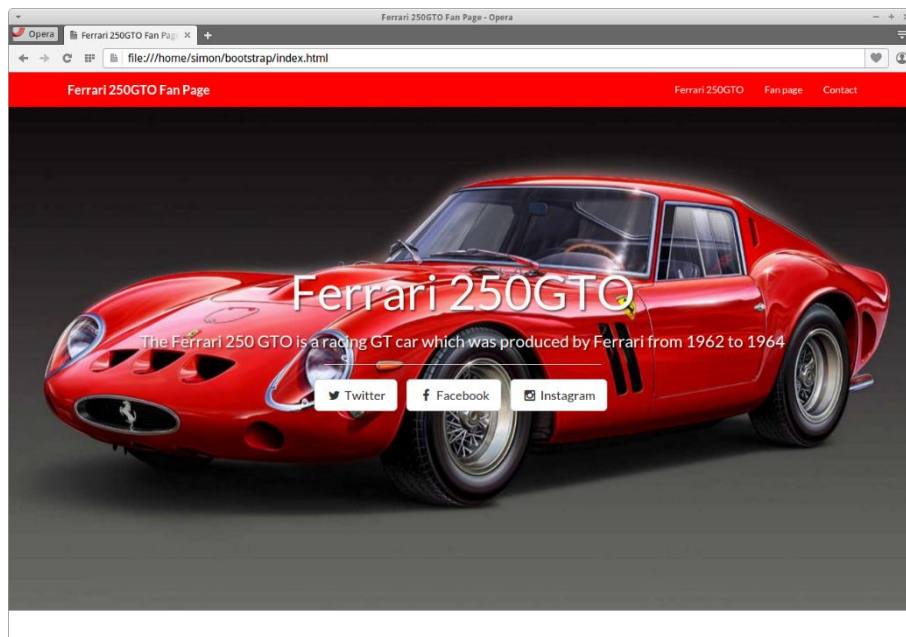 Ferrari 250GTO Fan Page - Opera
Opera
Ferrari 250GTO Fan Pag
file:///home/simon/bootstrap/index.html
Ferrari 250GTO Fan Page
Ferrari 250GTO
Fan page
Contact
Ferrari 250GTO
The Ferrari 250 GTO is a racing GT car which was produced by Ferrari from 1962 to 1964
Twitter
Facebook
Instagram